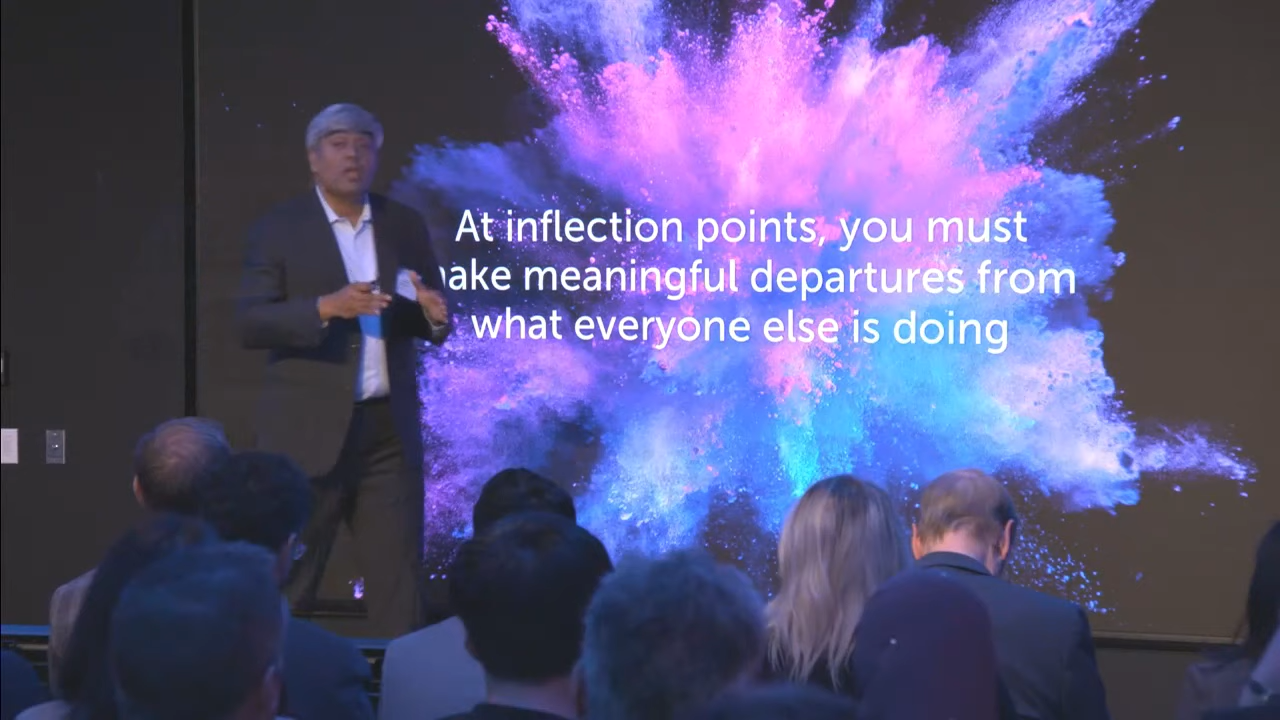 At inflection points, you must
ake meaningful departures from
what everyone else is doing